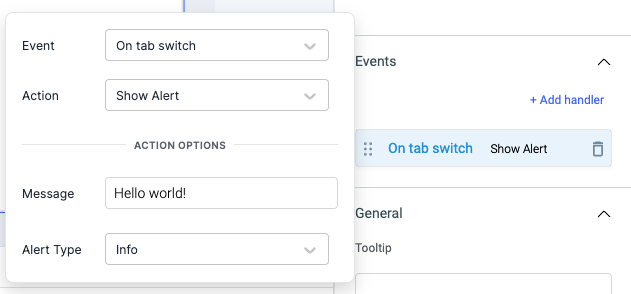 Event
On tab switch
Action
Show Alert
ACTION OPTIONS
Message
Hello world!
Alert Type
Info
Events
+ Add handler
On tab switch
Show Alert
General
Tooltip